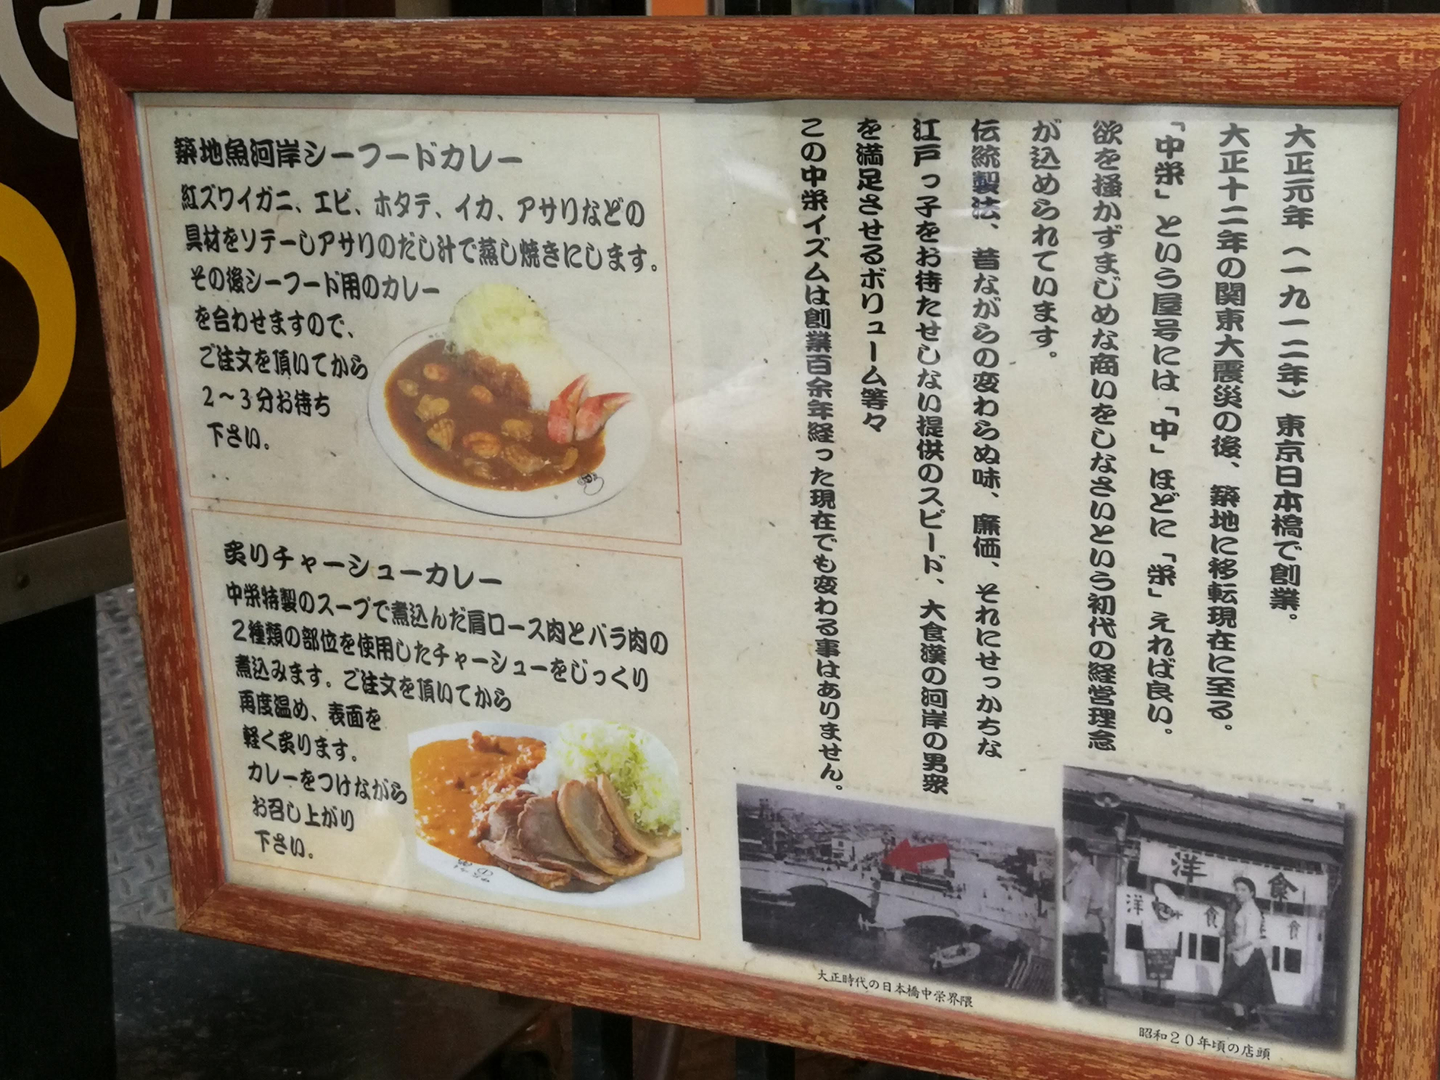 大正元年（一九一二年）東京日本橋で創業。
大正十二年の関東大震災の後、築地に移転現在に至る。
「中栄」という屋号には「中」ほどに「栄」えれば良い。
欲を掻かずまじめな商いをしなさいという初代の経営理念
が込められています。
伝統製法、昔ながらの変わらぬ味、廉価、それにせっかちな
江戸っ子をお待たせしない提供のスピード、大食漢の河岸の男衆
を満足させるボリューム等々
この中栄イズムは創業百余年経った現在でも変わる事はありません。
築地魚河岸シーフードカレー
紅ズワイガニ、エビ、ホタテ、イカ、アサリなどの
具材をソテーしアサリのだし汁で蒸し焼きにします。
その後シーフード用のカレー
を合わせますので、
ご注文を頂いてから
2～3分お待ち
下さい。
炙りチャーシューカレー
中栄特製のスープで煮込んだ肩ロース肉とバラ肉の
2種類の部位を使用したチャーシューをじっくり
煮込みます。ご注文を頂いてから
再度温め、表面を
軽く炙ります。
カレーをつけながら
お召し上がり
下さい。
大正時代の日本橋中栄界隈
洋食
洋食
昭和20年頃の店頭